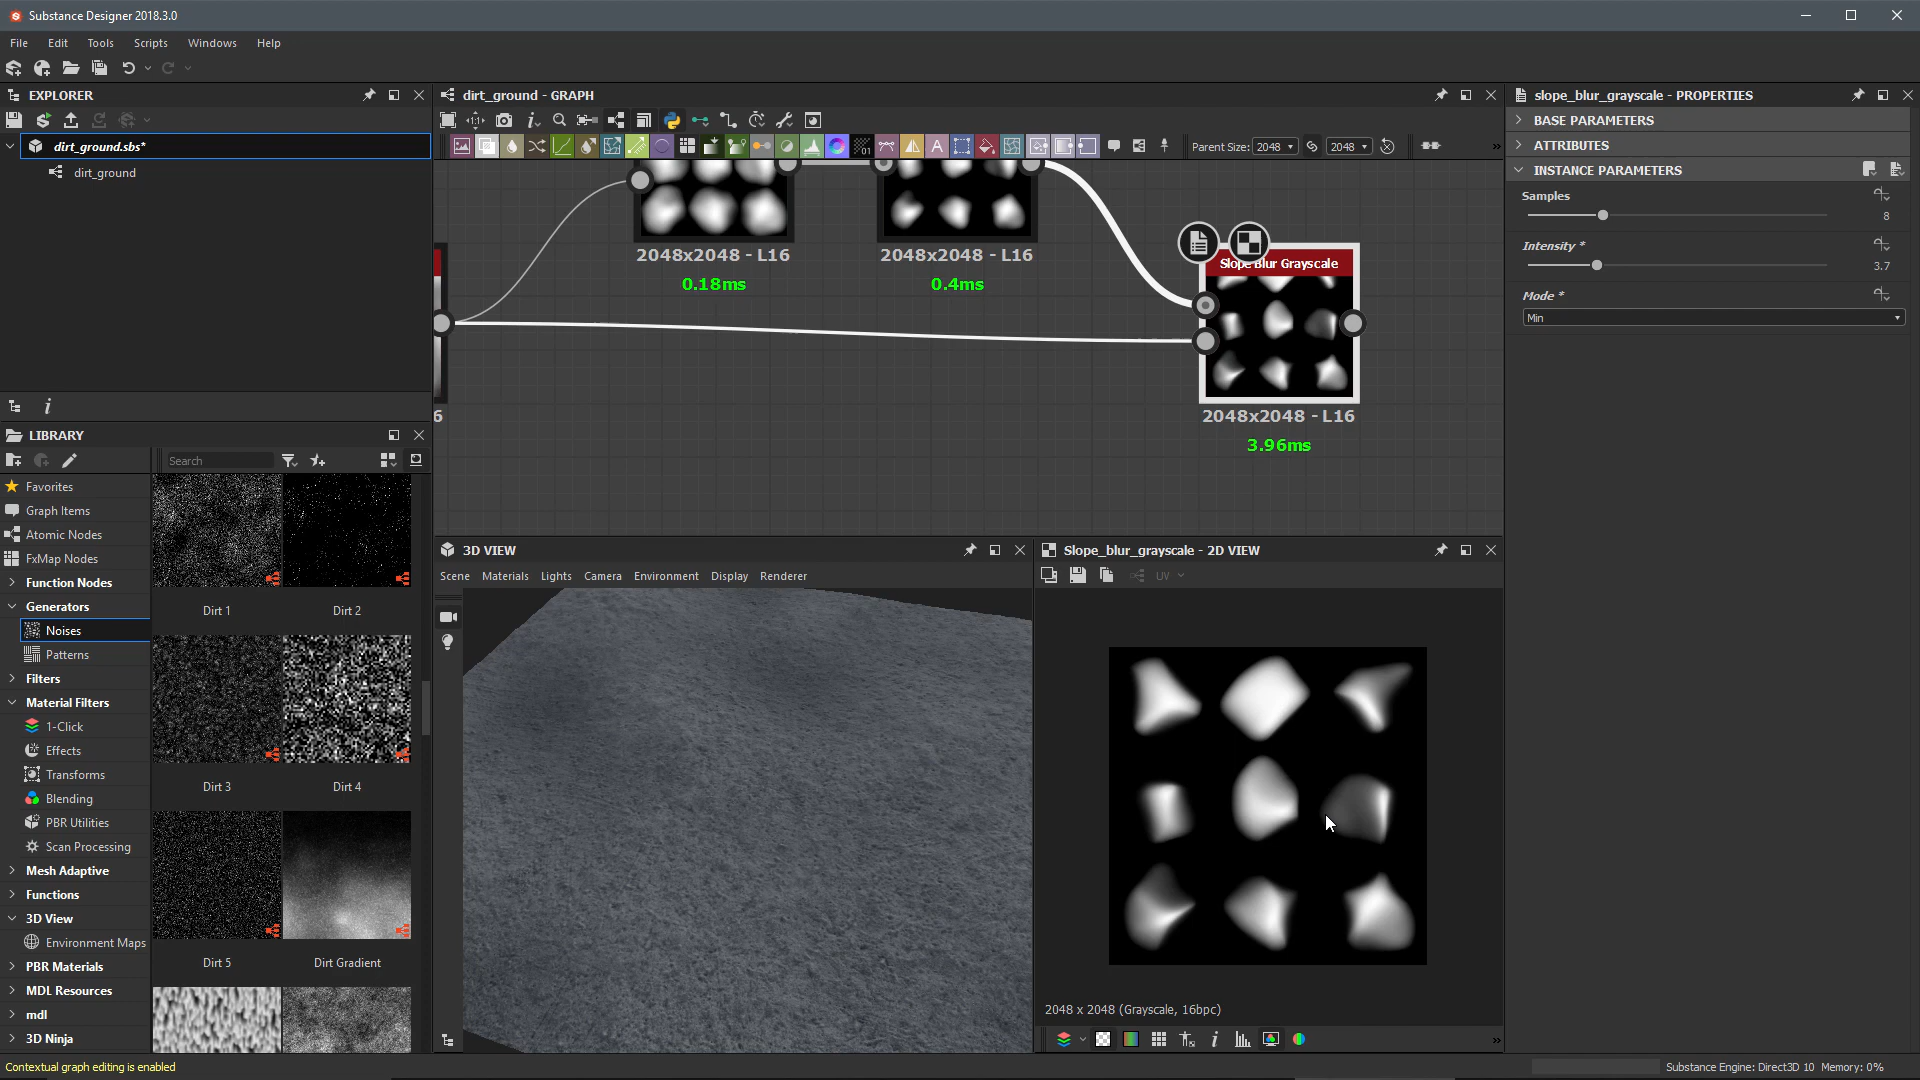 Substance Designer 2018.3.0
File Edit Tools Scripts Windows Help
EXPLORER
dirt_ground.sbs*
dirt_ground
LIBRARY
Search
Favorites
Graph Items
Atomic Nodes
FxMap Nodes
Function Nodes
Generators
Noises
Patterns
Filters
Material Filters
1-Click
Effects
Transforms
Blending
PBR Utilities
Scan Processing
Mesh Adaptive
Functions
3D View
Environment Maps
PBR Materials
MDL Resources
mdl
3D Ninja
Dirt 1 Dirt 2
Dirt 3 Dirt 4
Dirt 5 Dirt Gradient
dirt_ground - GRAPH
Parent Size: 2048 2048
2048x2048 - L16
0.18ms
2048x2048 - L16
0.4ms
6
Slope Blur Grayscale
2048x2048 - L16
3.96ms
3D VIEW
Scene Materials Lights Camera Environment Display Renderer
Slope_blur_grayscale - 2D VIEW
UV
2048 x 2048 (Grayscale, 16bpc)
slope_blur_grayscale - PROPERTIES
BASE PARAMETERS
ATTRIBUTES
INSTANCE PARAMETERS
Samples
8
Intensity *
3.7
Mode *
Min
Contextual graph editing is enabled
Substance Engine: Direct3D 10 Memory: 0%